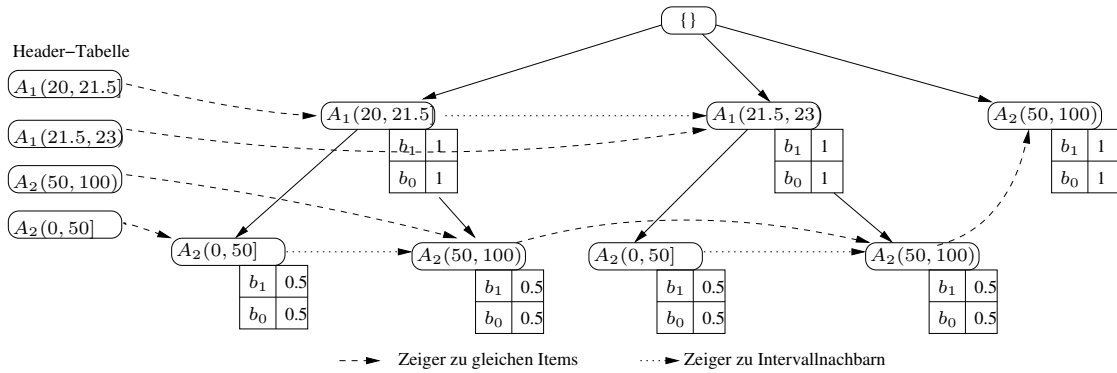 {}
Header−Tabelle
A₁(20, 21.5]
A₁(21.5, 23)
A₂(50, 100)
A₂(0, 50]
A₁(20, 21.5]
b₁ 1
b₀ 1
A₁(21.5, 23)
b₁ 1
b₀ 1
A₂(50, 100)
b₁ 1
b₀ 1
A₂(0, 50]
b₁ 0.5
b₀ 0.5
A₂(50, 100)
b₁ 0.5
b₀ 0.5
A₂(0, 50]
b₁ 0.5
b₀ 0.5
A₂(50, 100)
b₁ 0.5
b₀ 0.5
Zeiger zu gleichen Items
Zeiger zu Intervallnachbarn